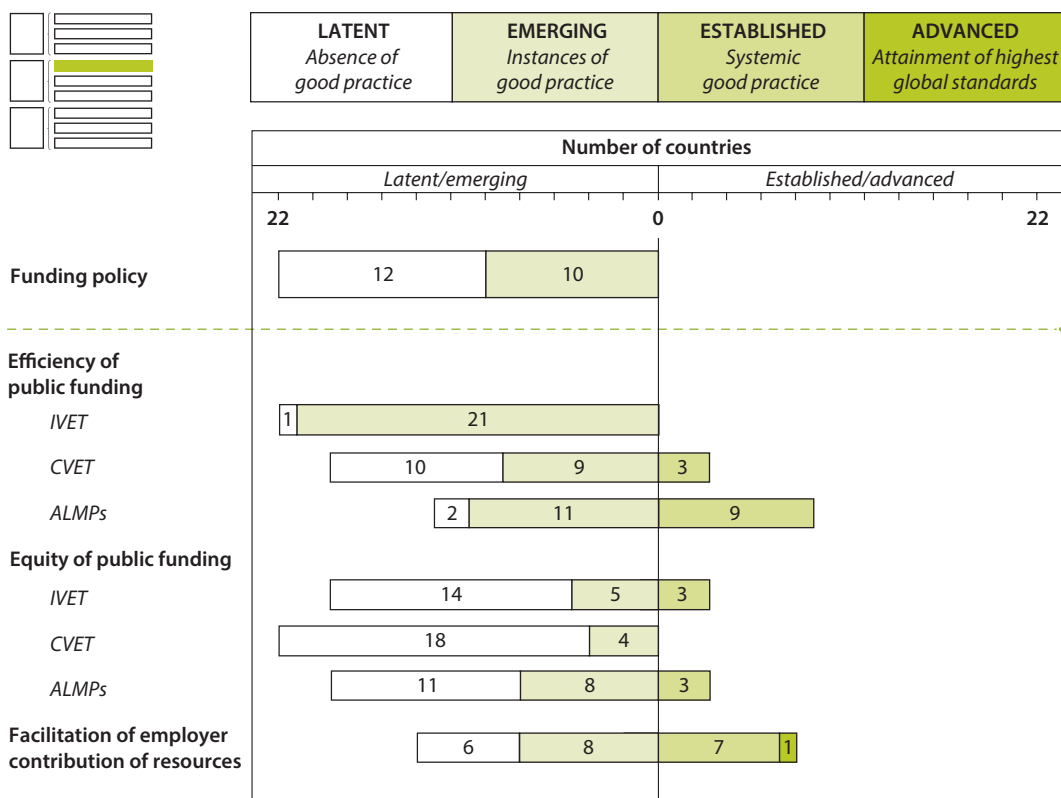 LATENT
Absence of
good practice
EMERGING
Instances of
good practice
ESTABLISHED
Systemic
good practice
ADVANCED
Attainment of highest
global standards
Number of countries
Latent/emerging
Established/advanced
22
0
22
Funding policy
12
10
Efficiency of
public funding
IVET
1
21
CVET
10
9
3
ALMPs
2
11
9
Equity of public funding
IVET
14
5
3
CVET
18
4
ALMPs
11
8
3
Facilitation of employer
contribution of resources
6
8
7
1